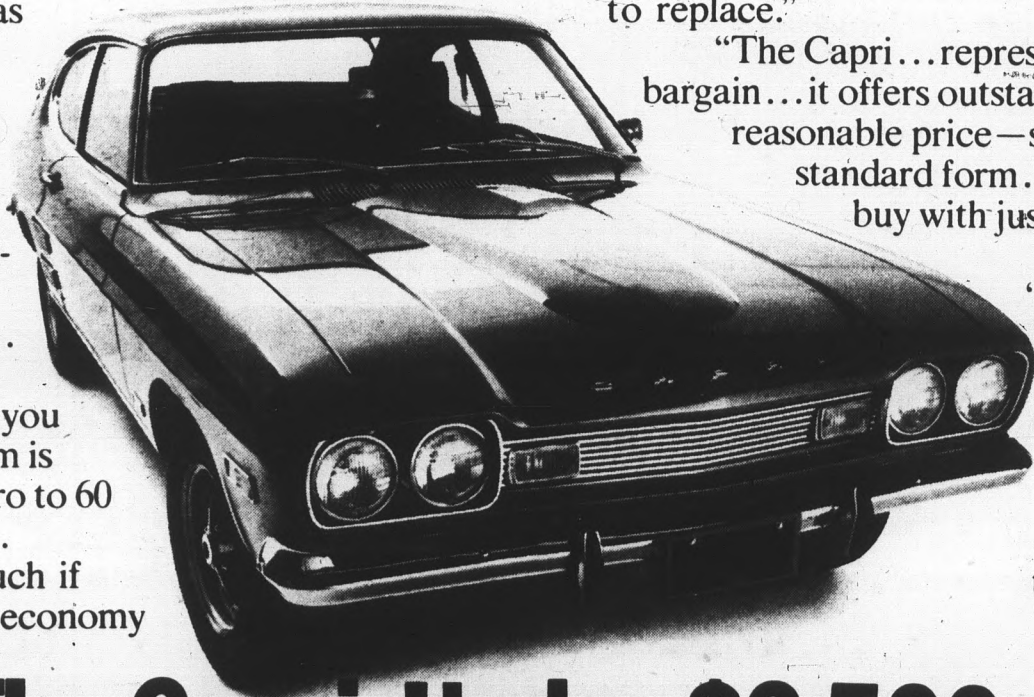 as
to replace."
"The Capri...repres
bargain...it offers outsta
reasonable price—s
standard form.
buy with jus
you
m is
ro to 60
uch if
economy